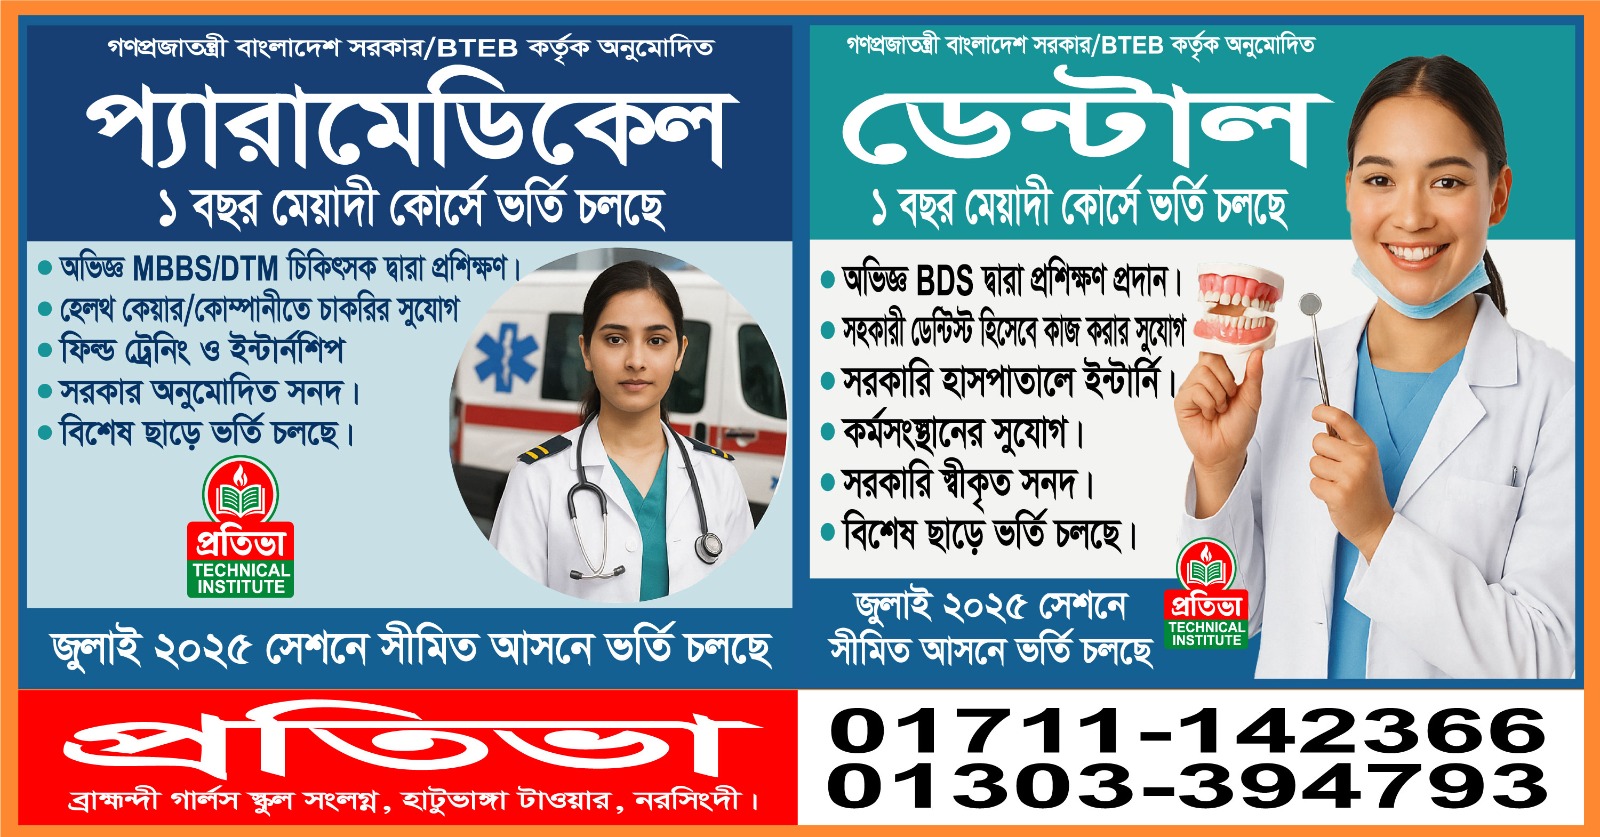 গণপ্রজাতন্ত্রী বাংলাদেশ সরকার/BTEB কর্তৃক অনুমোদিত
প্যারামেডিকেল
১ বছর মেয়াদী কোর্সে ভর্তি চলছে
অভিজ্ঞ MBBS/DTM চিকিৎসক দ্বারা প্রশিক্ষণ।
হেলথ কেয়ার/কোম্পানীতে চাকরির সুযোগ
ফিল্ড ট্রেনিং ও ইন্টার্নশিপ
সরকার অনুমোদিত সনদ।
বিশেষ ছাড়ে ভর্তি চলছে।
প্রতিভা
TECHNICAL
INSTITUTE
জুলাই ২০২৫ সেশনে সীমিত আসনে ভর্তি চলছে
গণপ্রজাতন্ত্রী বাংলাদেশ সরকার/BTEB কর্তৃক অনুমোদিত
ডেন্টাল
১ বছর মেয়াদী কোর্সে ভর্তি চলছে
অভিজ্ঞ BDS দ্বারা প্রশিক্ষণ প্রদান।
সহকারী ডেন্টিস্ট হিসেবে কাজ করার সুযোগ
সরকারি হাসপাতালে ইন্টার্নি।
কর্মসংস্থানের সুযোগ।
সরকারি স্বীকৃত সনদ।
বিশেষ ছাড়ে ভর্তি চলছে।
জুলাই ২০২৫ সেশনে
সীমিত আসনে ভর্তি চলছে
প্রতিভা
TECHNICAL
INSTITUTE
প্রতিভা
ব্রাহ্মন্দী গার্লস স্কুল সংলগ্ন, হাটুভাঙ্গা টাওয়ার, নরসিংদী।
01711-142366
01303-394793